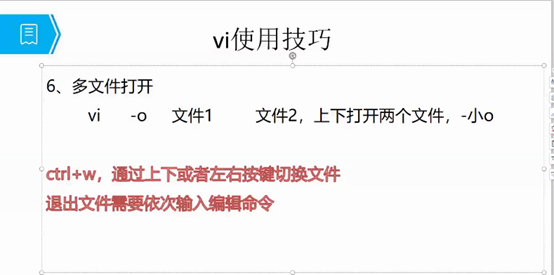 vi使用技巧
6、多文件打开
vi -o 文件1 文件2，上下打开两个文件，-小o
ctrl+w，通过上下或者左右按键切换文件
退出文件需要依次输入编辑命令